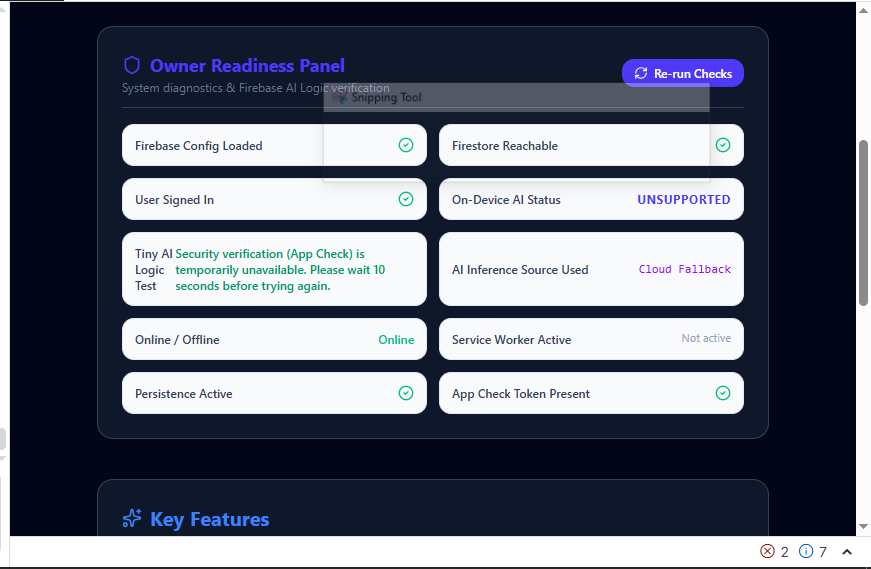 Owner Readiness Panel
System diagnostics & Firebase AI Logic verification
Re-run Checks
Snipping Tool
Firebase Config Loaded
Firestore Reachable
User Signed In
On-Device AI Status
UNSUPPORTED
Tiny AI Logic Test
Security verification (App Check) is
temporarily unavailable. Please wait 10
seconds before trying again.
AI Inference Source Used
Cloud Fallback
Online / Offline
Online
Service Worker Active
Not active
Persistence Active
App Check Token Present
Key Features
2
7